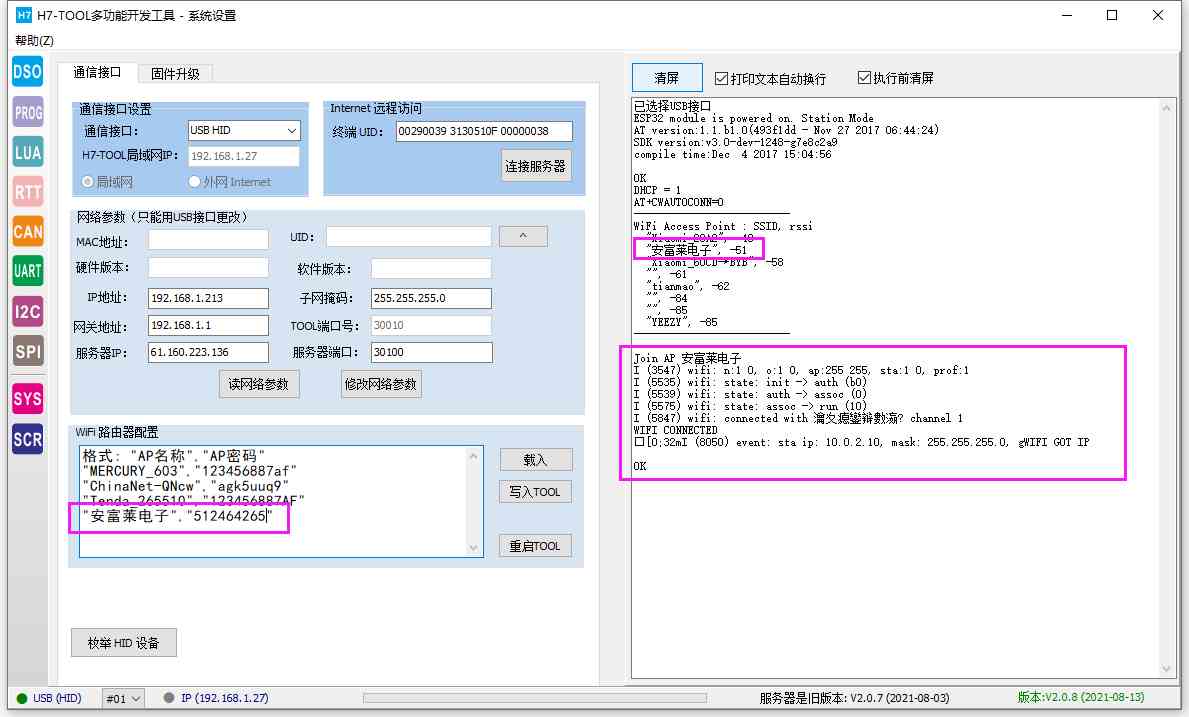 H7 H7-TOOL多功能开发工具 - 系统设置
帮助(Z)
DSO
PROG
LUA
RTT
CAN
UART
I2C
SPI
SYS
SCR
通信接口 固件升级
通信接口设置
通信接口： USB HID
H7-TOOL局域网IP： 192.168.1.27
局域网 外网 Internet
Internet 远程访问
终端 UID： 00290039 3130510F 00000038
连接服务器
网络参数（只能用USB接口更改）
MAC地址： UID： ^
硬件版本： 软件版本：
IP地址： 192.168.1.213 子网掩码： 255.255.255.0
网关地址： 192.168.1.1 TOOL端口号： 30010
服务器IP： 61.160.223.136 服务器端口： 30100
读网络参数 修改网络参数
WiFi 路由器配置
格式: "AP名称","AP密码"
"MERCURY_603","123456887af"
"ChinaNet-QNcw","agk5uuq9"
"Tenda_265510","123456887AF"
"安富莱电子","512464265"
载入
写入TOOL
重启TOOL
枚举 HID 设备
清屏 打印文本自动换行 执行前清屏
已选择USB接口
ESP32 module is powered on. Station Mode
AT version:1.1.b1.0(493f1dd - Nov 27 2017 06:44:24)
SDK version:v3.0-dev-1248-g7e8c2a9
compile time:Dec  4 2017 15:04:56
OK
DHCP = 1
AT+CWAUTOCONN=0
WiFi Access Point : SSID, rssi
"安富莱电子", -51
"Xiaomi_60CD-*BYB", -58
"", -61
"tianmao", -62
"", -84
"", -85
"YEEZY", -85
Join AP 安富莱电子
I (3547) wifi: n:1 0, o:1 0, ap:255 255, sta:1 0, prof:1
I (5535) wifi: state: init -> auth (b0)
I (5539) wifi: state: auth -> assoc (0)
I (5575) wifi: state: assoc -> run (10)
I (5847) wifi: connected with channel 1
WIFI CONNECTED
□[0;32mI (8050) event: sta ip: 10.0.2.10, mask: 255.255.255.0, gWIFI GOT IP
OK
USB (HID) #01 IP (192.168.1.27) 服务器是旧版本: V2.0.7 (2021-08-03) 版本:V2.0.8 (2021-08-13)